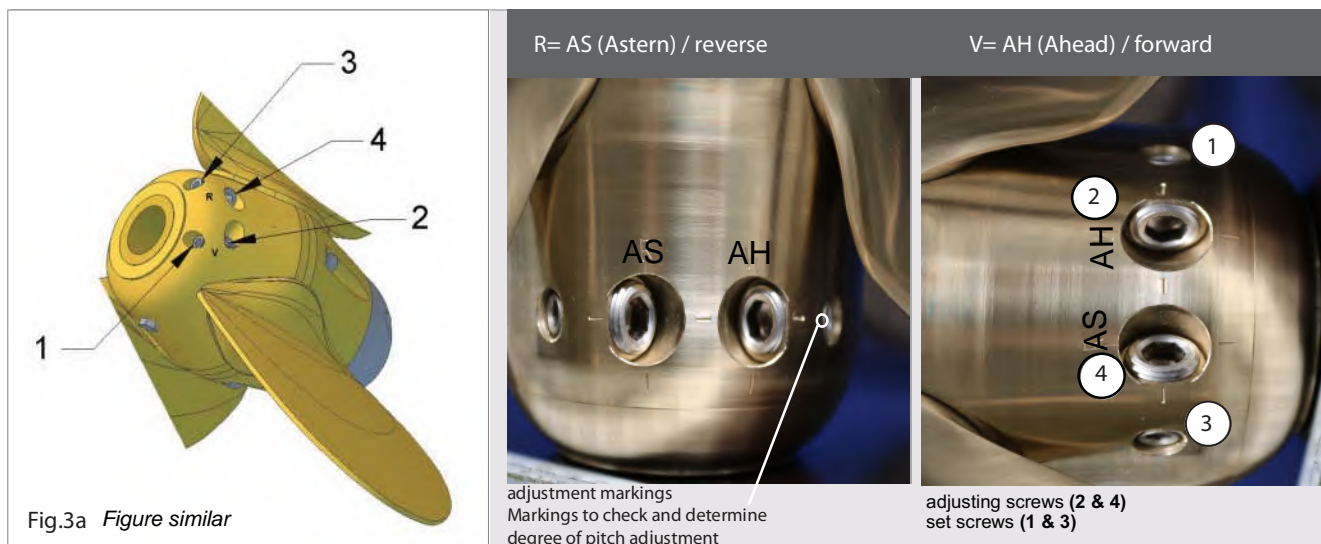 3
R
4
2
V
1
Fig.3a Figure similar
R= AS (Astern) / reverse
AS AH
adjustment markings
Markings to check and determine
degree of pitch adjustment
V= AH (Ahead) / forward
1
2
AH
AS
4
3
adjusting screws (2 & 4)
set screws (1 & 3)